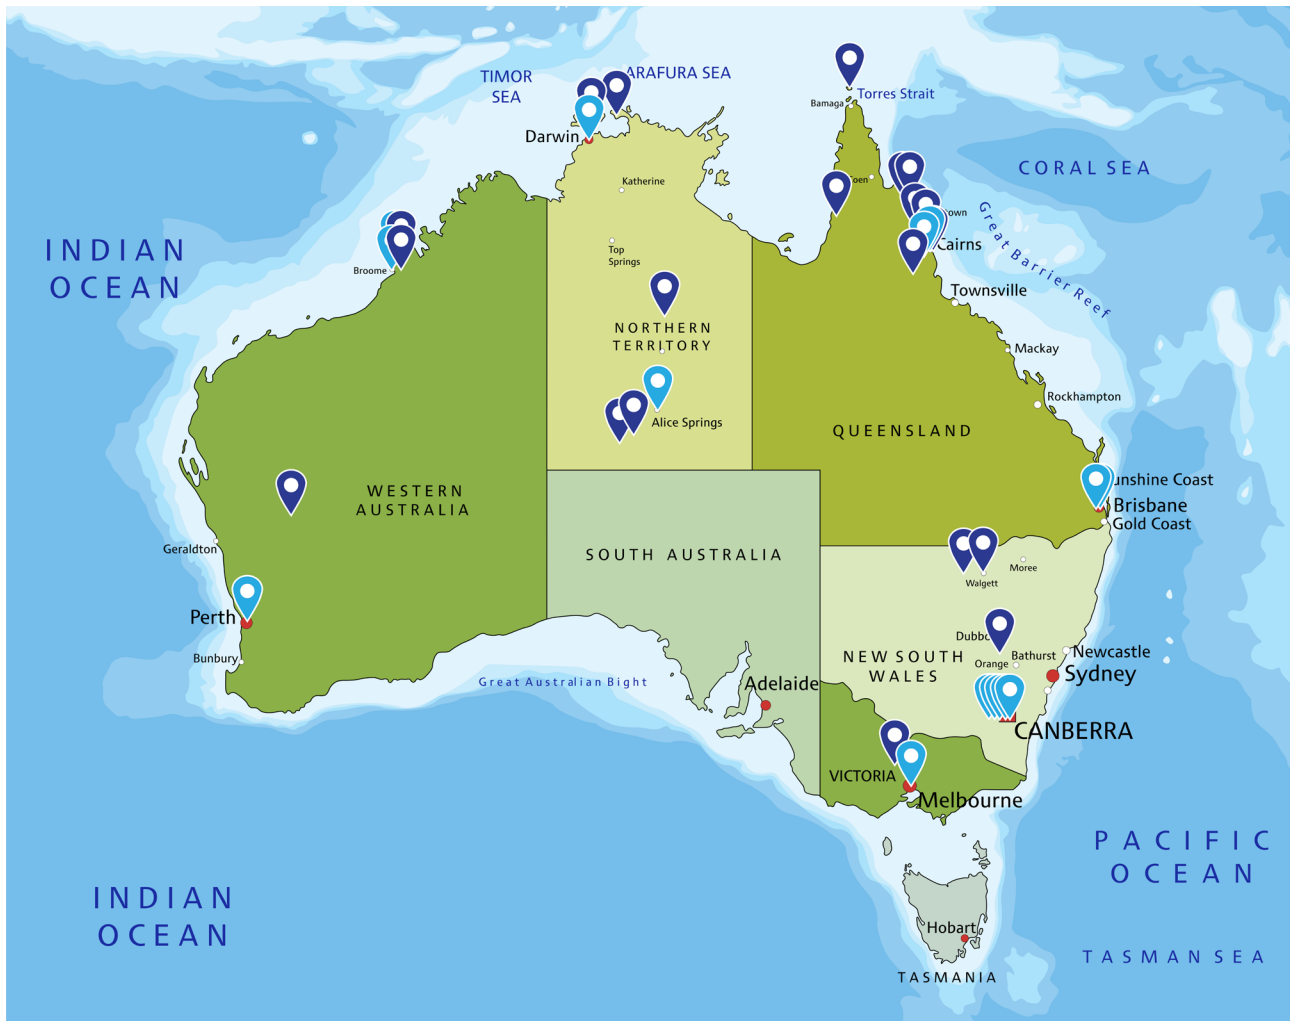 TIMOR
SEA
ARAFURA SEA
Torres Strait
Bamaga
Darwin
CORAL SEA
Katherine
INDIAN
OCEAN
Great Barrier Reef
Top
Springs
Cairns
Broome
Townsville
NORTHERN
TERRITORY
Mackay
Rockhampton
Alice Springs
QUEENSLAND
WESTERN
AUSTRALIA
unshine Coast
Brisbane
Gold Coast
Geraldton
SOUTH AUSTRALIA
Moree
Walgett
Perth
Dubbo
Bathurst
Newcastle
Orange
NEW SOUTH
WALES
Sydney
Bunbury
Great Australian Bight
Adelaide
CANBERRA
VICTORIA
Melbourne
PACIFIC
OCEAN
INDIAN
OCEAN
Hobart
TASMAN SEA
TASMANIA